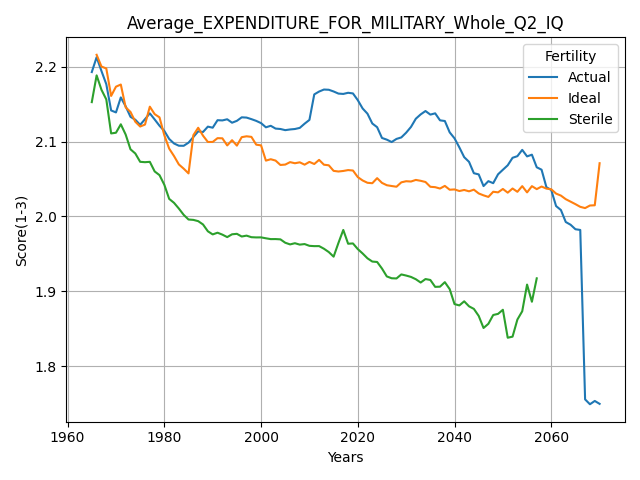 Average_EXPENDITURE_FOR_MILITARY_Whole_Q2_IQ
Fertility
Actual
Ideal
Sterile
Score(1-3)
2.2
2.1
2.0
1.9
1.8
1960
1980
2000
2020
2040
2060
Years